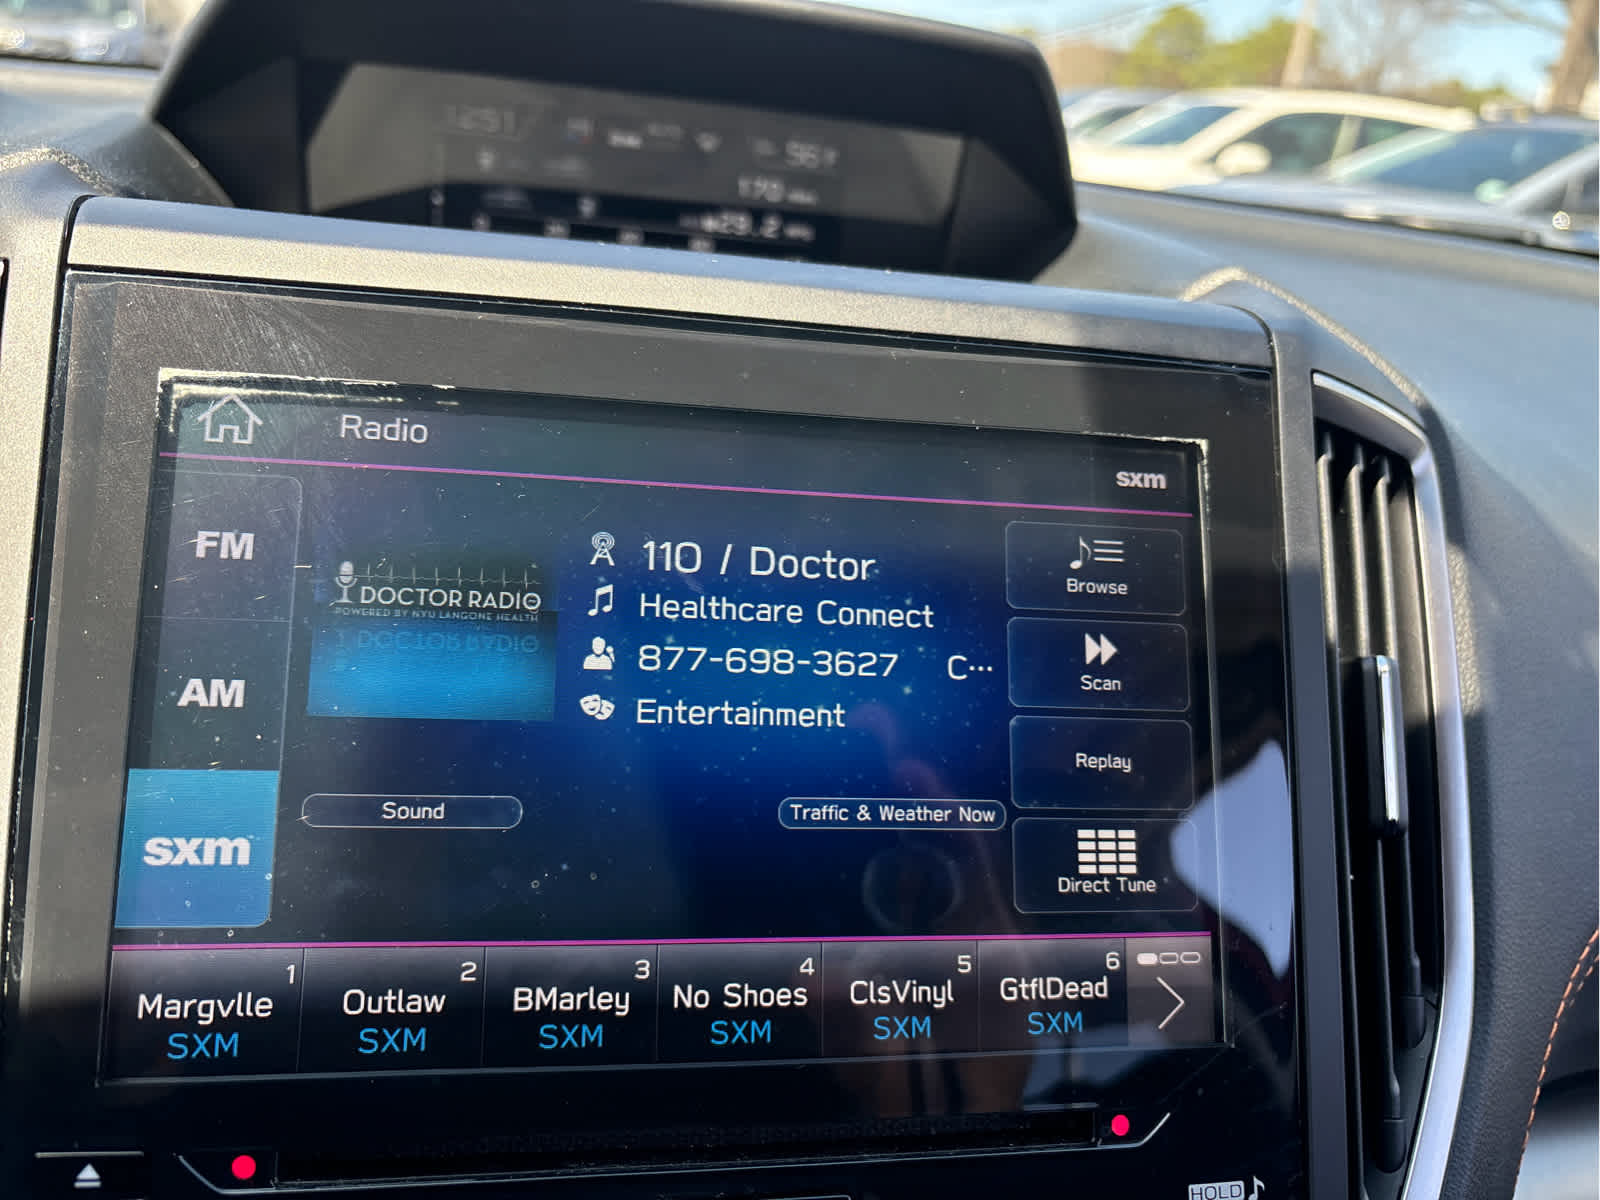 Radio
sxm
FM
AM
sxm
DOCTOR RADIO
POWERED BY NYU LANGONE HEALTH
110 / Doctor
Healthcare Connect
877-698-3627 C...
Entertainment
Browse
Scan
Replay
Direct Tune
Sound
Traffic & Weather Now
1
Margvlle
SXM
2
Outlaw
SXM
3
BMarley
SXM
4
No Shoes
SXM
5
ClsVinyl
SXM
6
GtflDead
SXM
HOLD